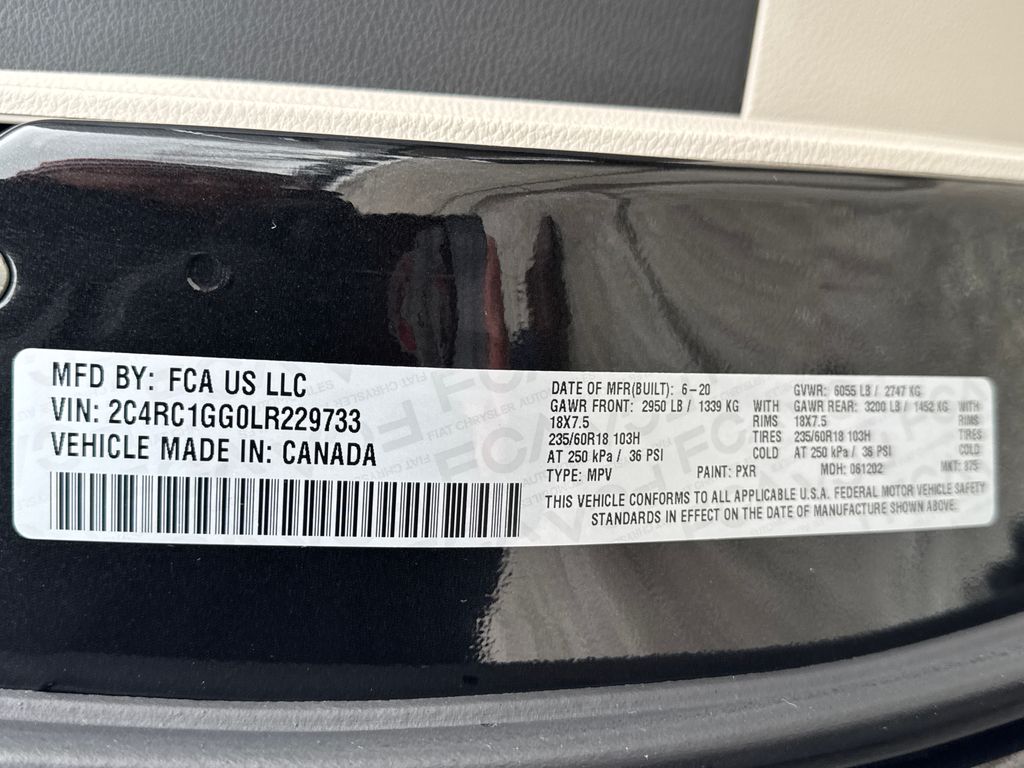 MFD BY: FCA US LLC
VIN: 2C4RC1GG0LR229733
VEHICLE MADE IN: CANADA
DATE OF MFR(BUILT): 6-20 GVWR: 6055 LB / 2747 KG
GAWR FRONT: 2950 LB / 1339 KG WITH GAWR REAR: 3200 LB / 1452 KG WITH
18X7.5 RIMS 18X7.5 RIMS
235/60R18 103H TIRES 235/60R18 103H TIRES
AT 250 kPa / 36 PSI COLD AT 250 kPa / 36 PSI COLD
TYPE: MPV PAINT: PXR MDH: 061202 MKT: 375
THIS VEHICLE CONFORMS TO ALL APPLICABLE U.S.A. FEDERAL MOTOR VEHICLE SAFETY
STANDARDS IN EFFECT ON THE DATE OF MANUFACTURE SHOWN ABOVE.